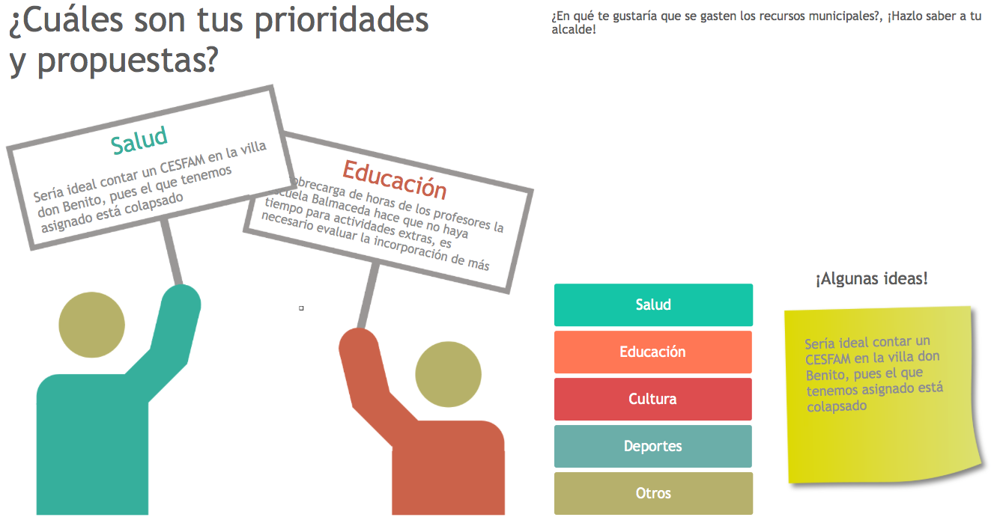 ¿Cuáles son tus prioridades
y propuestas?
¿En qué te gustaría que se gasten los recursos municipales?, ¡Hazlo saber a tu
alcalde!
Salud
Sería ideal contar un CESFAM en la villa
don Benito, pues el que tenemos
asignado está colapsado
Educación
de horas de los profesores la
Balmaceda hace que no haya
tiempo para actividades extras, es
necesario evaluar la incorporación de más
Salud
Educación
Cultura
Deportes
Otros
¡Algunas ideas!
Sería ideal contar un
CESFAM en la villa don
Benito, pues el que
tenemos asignado está
colapsado